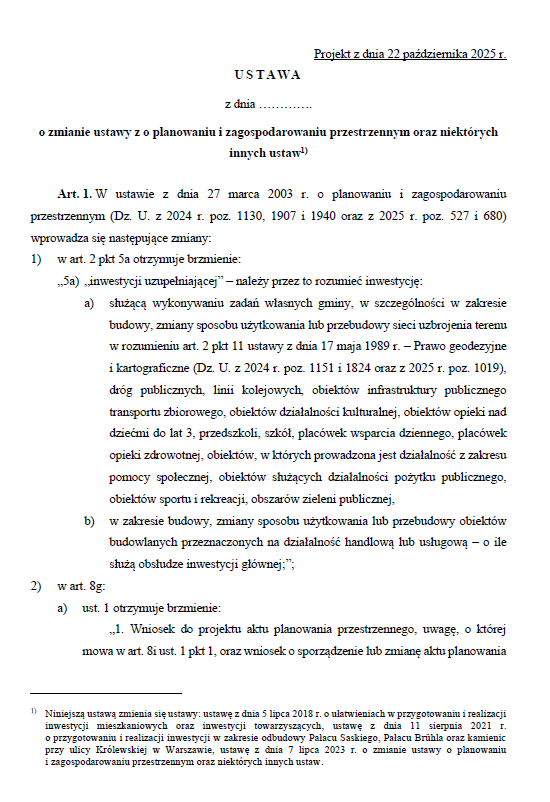 Projekt z dnia 22 października 2025 r.
USTAWA
z dnia ………….
o zmianie ustawy z o planowaniu i zagospodarowaniu przestrzennym oraz niektórych
innych ustaw¹⁾
Art. 1. W ustawie z dnia 27 marca 2003 r. o planowaniu i zagospodarowaniu
przestrzennym (Dz. U. z 2024 r. poz. 1130, 1907 i 1940 oraz z 2025 r. poz. 527 i 680)
wprowadza się następujące zmiany:
1) w art. 2 pkt 5a otrzymuje brzmienie:
„5a) „inwestycji uzupełniającej” – należy przez to rozumieć inwestycję:
a) służącą wykonywaniu zadań własnych gminy, w szczególności w zakresie
budowy, zmiany sposobu użytkowania lub przebudowy sieci uzbrojenia terenu
w rozumieniu art. 2 pkt 11 ustawy z dnia 17 maja 1989 r. – Prawo geodezyjne
i kartograficzne (Dz. U. z 2024 r. poz. 1151 i 1824 oraz z 2025 r. poz. 1019),
dróg publicznych, linii kolejowych, obiektów infrastruktury publicznego
transportu zbiorowego, obiektów działalności kulturalnej, obiektów opieki nad
dziećmi do lat 3, przedszkoli, szkół, placówek wsparcia dziennego, placówek
opieki zdrowotnej, obiektów, w których prowadzona jest działalność z zakresu
pomocy społecznej, obiektów służących działalności pożytku publicznego,
obiektów sportu i rekreacji, obszarów zieleni publicznej,
b) w zakresie budowy, zmiany sposobu użytkowania lub przebudowy obiektów
budowlanych przeznaczonych na działalność handlową lub usługową – o ile
służą obsłudze inwestycji głównej;”;
2) w art. 8g:
a) ust. 1 otrzymuje brzmienie:
„1. Wniosek do projektu aktu planowania przestrzennego, uwagę, o której
mowa w art. 8i ust. 1 pkt 1, oraz wniosek o sporządzenie lub zmianę aktu planowania
¹⁾ Niniejszą ustawą zmienia się ustawy: ustawę z dnia 5 lipca 2018 r. o ułatwieniach w przygotowaniu i realizacji
inwestycji mieszkaniowych oraz inwestycji towarzyszących, ustawę z dnia 11 sierpnia 2021 r.
o przygotowaniu i realizacji inwestycji w zakresie odbudowy Pałacu Saskiego, Pałacu Brühla oraz kamienic
przy ulicy Królewskiej w Warszawie, ustawę z dnia 7 lipca 2023 r. o zmianie ustawy o planowaniu
i zagospodarowaniu przestrzennym oraz niektórych innych ustaw.